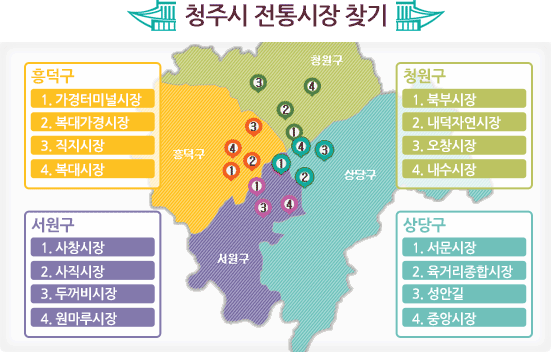 청주시 전통시장 찾기
흥덕구
1. 가경터미널시장
2. 복대가경시장
3. 직지시장
4. 복대시장
서원구
1. 사창시장
2. 사직시장
3. 두꺼비시장
4. 원마루시장
청원구
3
4
2
1
흥덕구
3
4
2
1
상당구
4
3
1
2
서원구
1
3
4
청원구
1. 북부시장
2. 내덕자연시장
3. 오창시장
4. 내수시장
상당구
1. 서문시장
2. 육거리종합시장
3. 성안길
4. 중앙시장